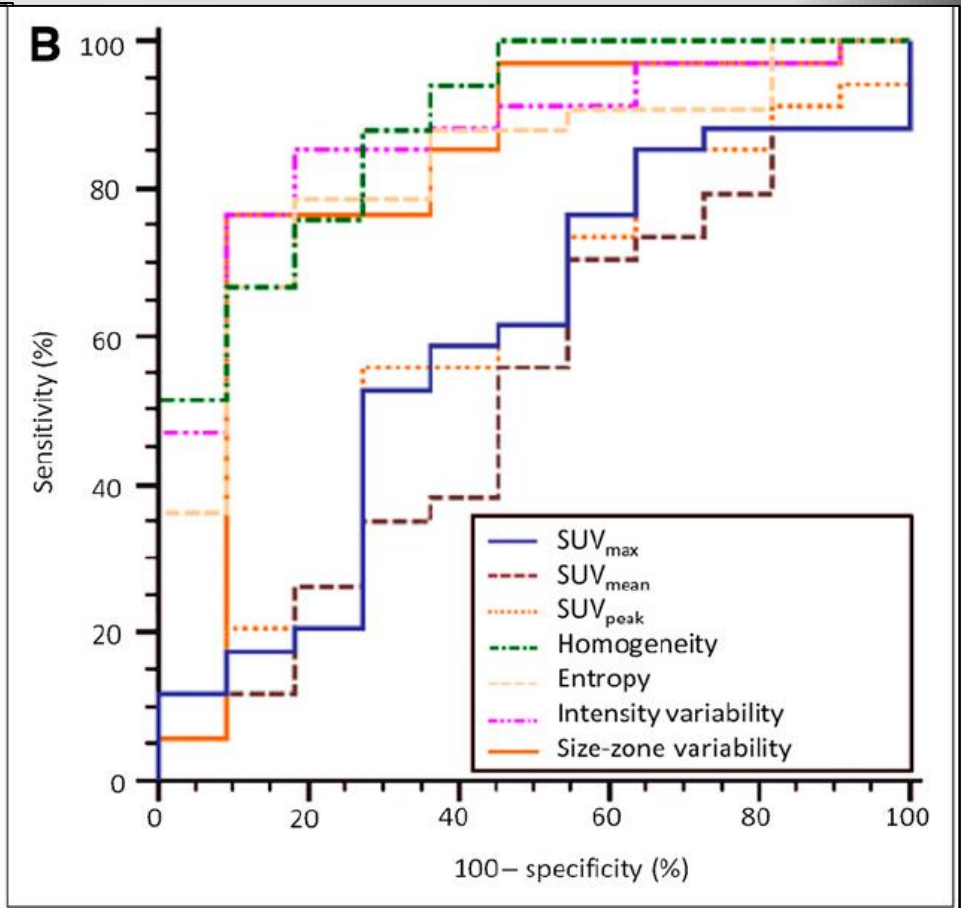 B
100
80
60
40
20
0
Sensitivity (%)
SUVmax
SUVmean
SUVpeak
Homogeneity
Entropy
Intensity variability
Size-zone variability
0 20 40 60 80 100
100– specificity (%)